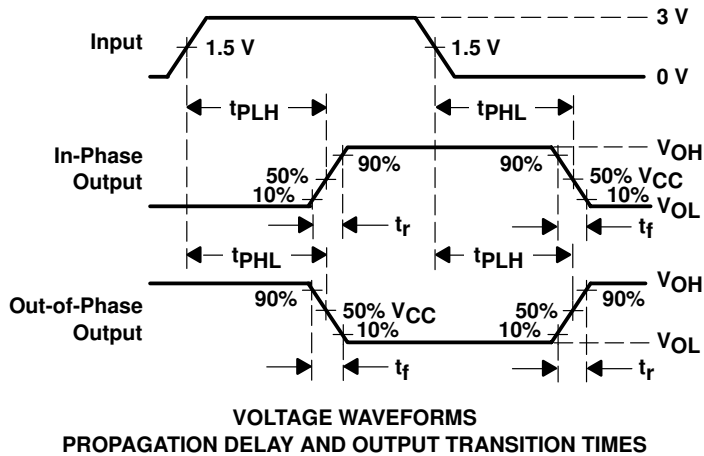 3 V
Input
1.5 V
1.5 V
0 V
tPLH
tPHL
In-Phase
Output
VOH
90%
90%
50%
50% VCC
10%
10%
VOL
tr
tf
tPHL
tPLH
Out-of-Phase
Output
VOH
90%
90%
50% VCC
50%
10%
10%
VOL
tf
tr
VOLTAGE WAVEFORMS
PROPAGATION DELAY AND OUTPUT TRANSITION TIMES